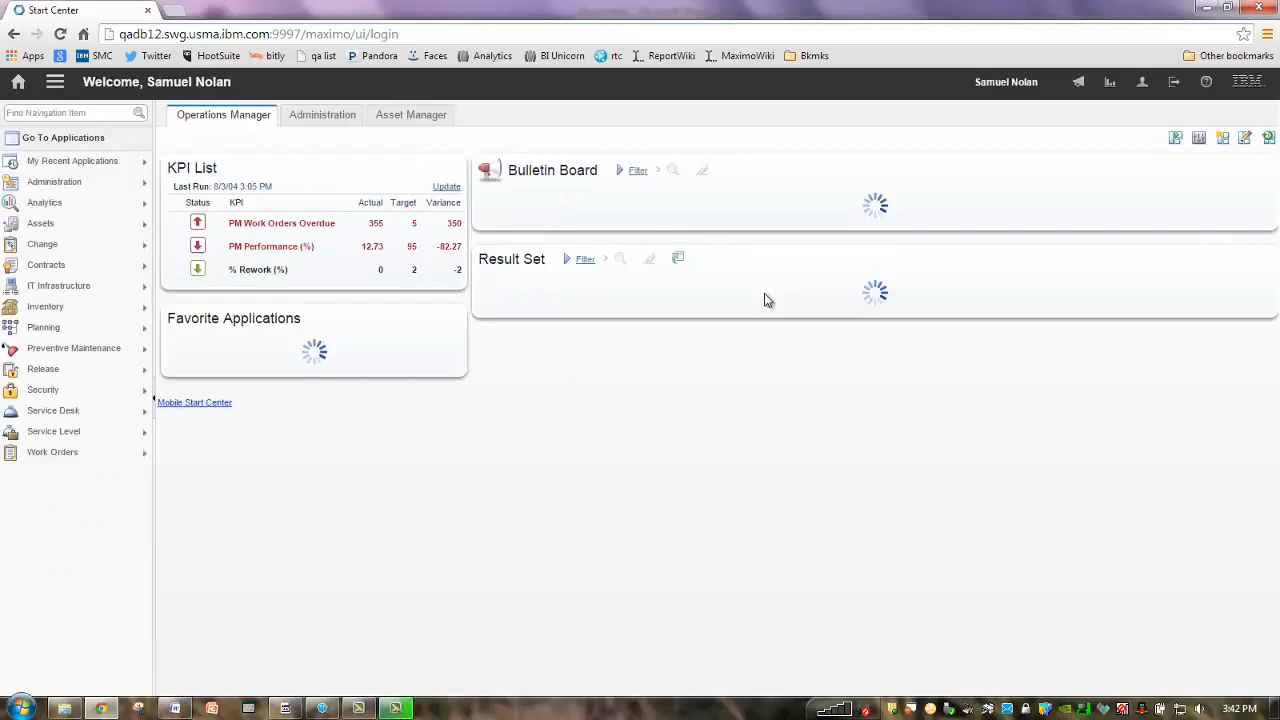 Start Center
qadb12.swg.usma.ibm.com:9997/maximo/ui/login
Apps SMC Twitter HootSuite bitly qa list Pandora Faces Analytics BI Unicorn rtc ReportWiki MaximoWiki Bkmks Other bookmarks
Welcome, Samuel Nolan
Samuel Nolan
IBM
Find Navigation Item
Operations Manager Administration Asset Manager
Go To Applications
My Recent Applications
Administration
Analytics
Assets
Change
Contracts
IT Infrastructure
Inventory
Planning
Preventive Maintenance
Release
Security
Service Desk
Service Level
Work Orders
KPI List
Last Run: 8/3/04 3:05 PM Update
Status KPI Actual Target Variance
PM Work Orders Overdue 355 5 350
PM Performance (%) 12.73 95 -82.27
% Rework (%) 0 2 -2
Favorite Applications
Mobile Start Center
Bulletin Board Filter
Result Set Filter
3:42 PM